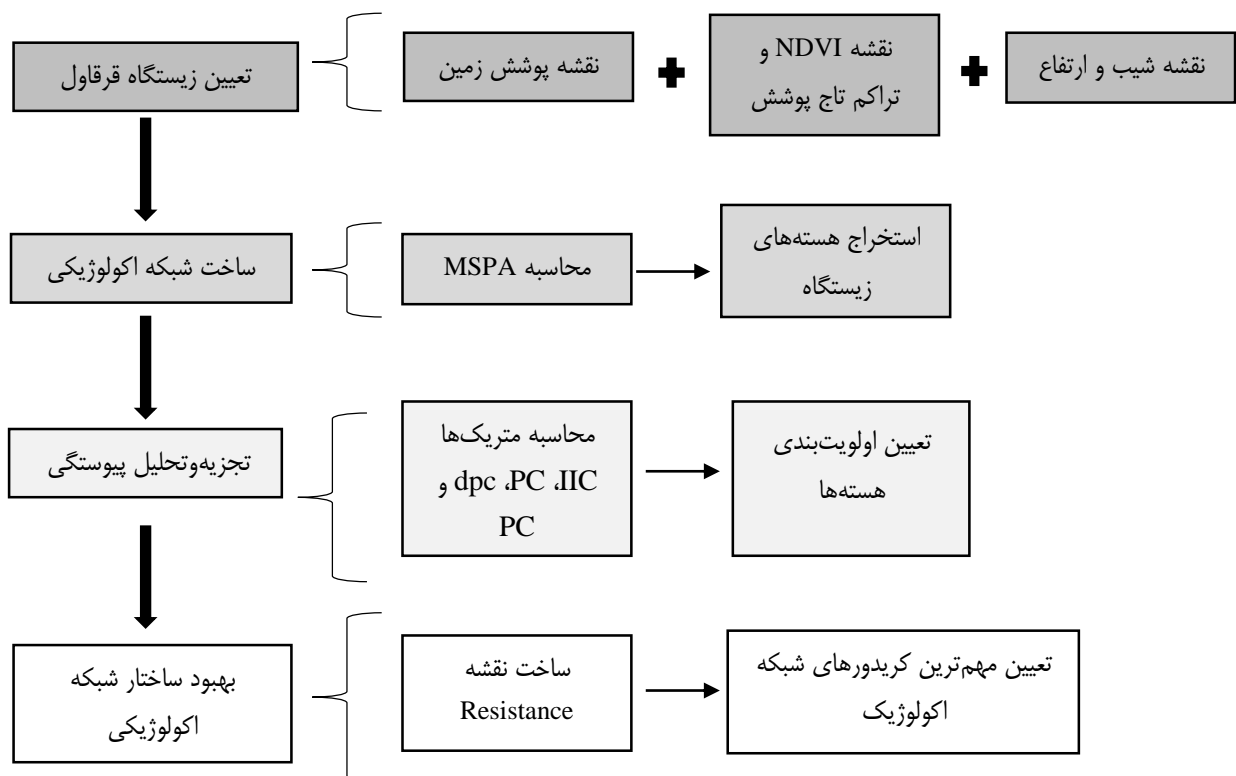 تعیین زیستگاه قرقاول
نقشه پوشش زمین
نقشه NDVI و
تراکم تاج پوشش
نقشه شیب و ارتفاع
ساخت شبکه اکولوژیکی
محاسبه MSPA
استخراج هسته‌های
زیستگاه
تجزیه‌وتحلیل پیوستگی
محاسبه متریک‌ها
IIC، PC، dpc و
PC
تعیین اولویت‌بندی
هسته‌ها
بهبود ساختار شبکه
اکولوژیکی
ساخت نقشه
Resistance
تعیین مهم‌ترین کریدورهای شبکه
اکولوژیک